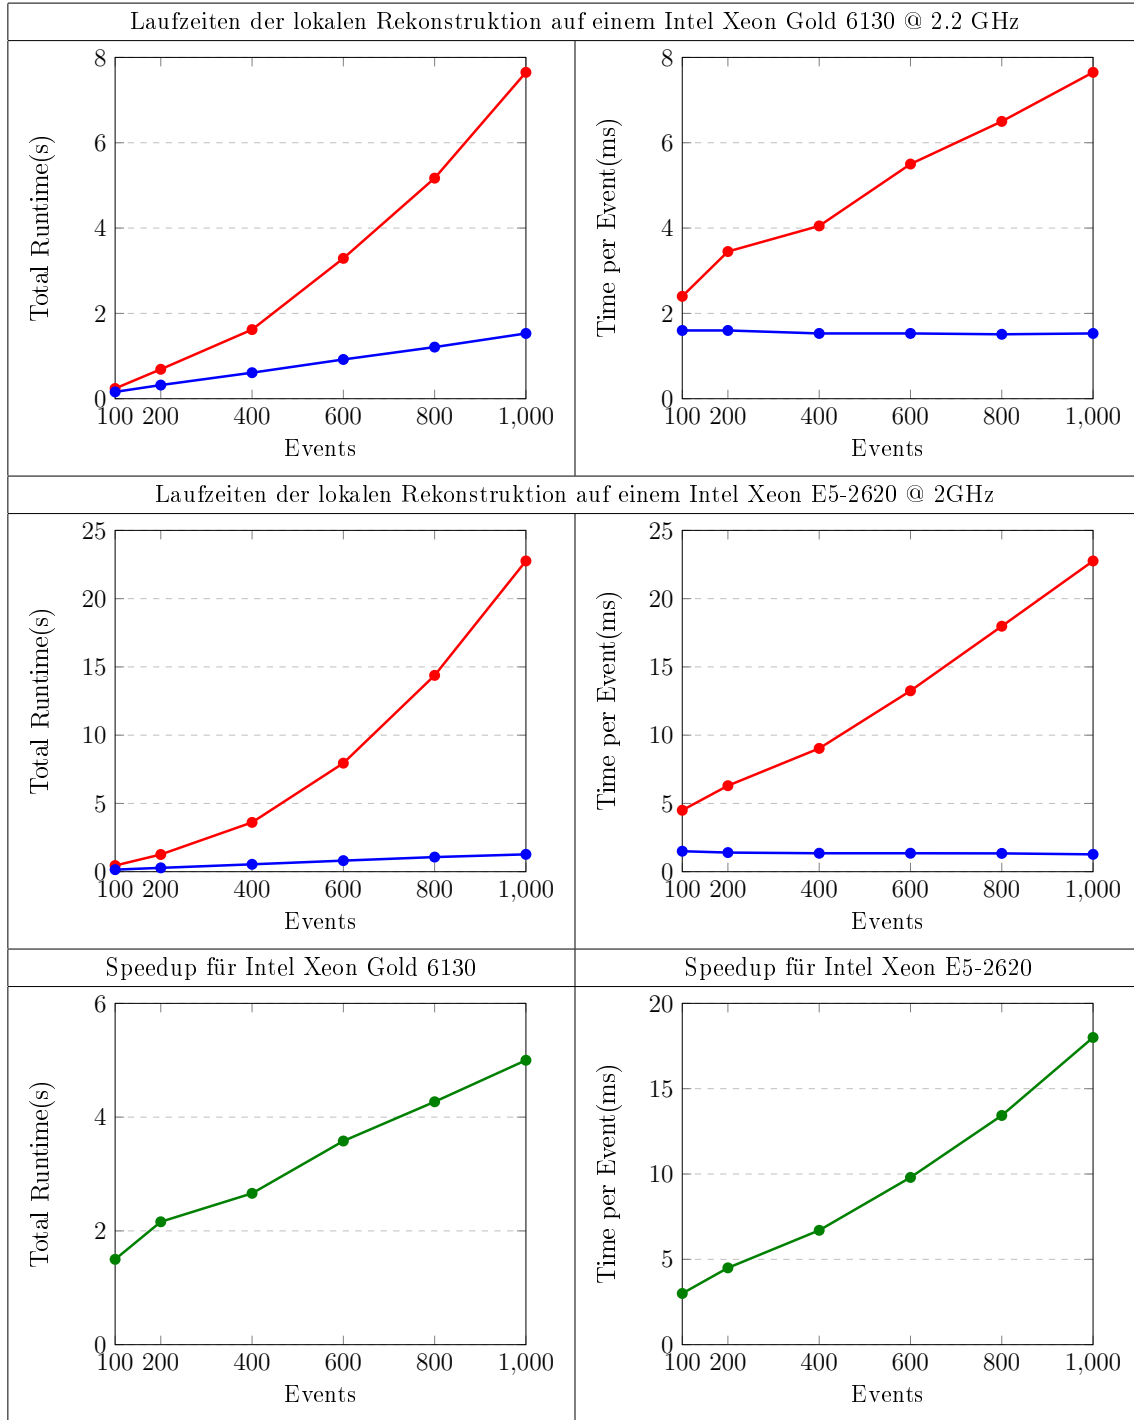 Laufzeiten der lokalen Rekonstruktion auf einem Intel Xeon Gold 6130 @ 2.2 GHz
8
6
4
2
0
100 200 400 600 800 1,000
Total Runtime(s)
Events
8
6
4
2
0
100 200 400 600 800 1,000
Time per Event(ms)
Events
Laufzeiten der lokalen Rekonstruktion auf einem Intel Xeon E5-2620 @ 2GHz
25
20
15
10
5
0
100 200 400 600 800 1,000
Total Runtime(s)
Events
25
20
15
10
5
0
100 200 400 600 800 1,000
Time per Event(ms)
Events
Speedup für Intel Xeon Gold 6130
6
4
2
0
100 200 400 600 800 1,000
Total Runtime(s)
Events
Speedup für Intel Xeon E5-2620
20
15
10
5
0
100 200 400 600 800 1,000
Time per Event(ms)
Events